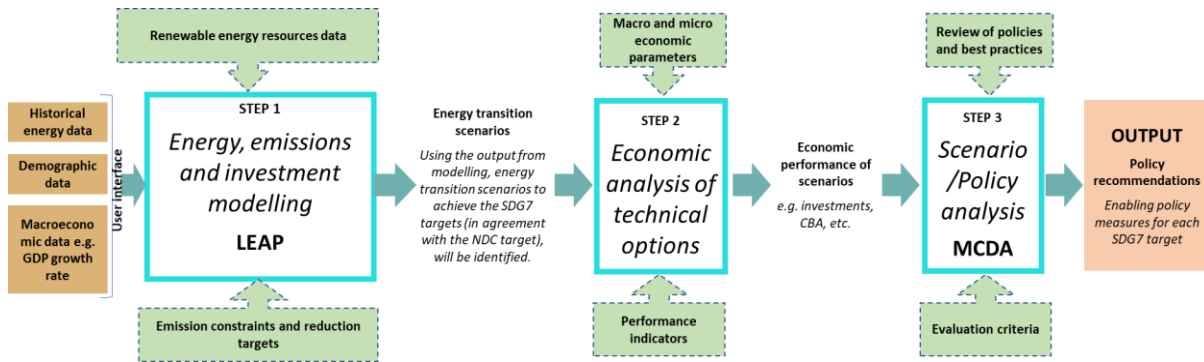 Renewable energy resources data
Macro and micro
economic
parameters
Review of policies
and best practices
Historical
energy data
Demographic
data
Macroecono
mic data e.g.
GDP growth
rate
User interface
STEP 1
Energy, emissions
and investment
modelling
LEAP
Energy transition
scenarios
Using the output from
modelling, energy
transition scenarios to
achieve the SDG7
targets (in agreement
with the NDC target),
will be identified.
STEP 2
Economic
analysis of
technical
options
Economic
performance of
scenarios
e.g. investments,
CBA, etc.
STEP 3
Scenario
/Policy
analysis
MCDA
OUTPUT
Policy
recommendations
Enabling policy
measures for each
SDG7 target
Emission constraints and reduction
targets
Performance
indicators
Evaluation criteria